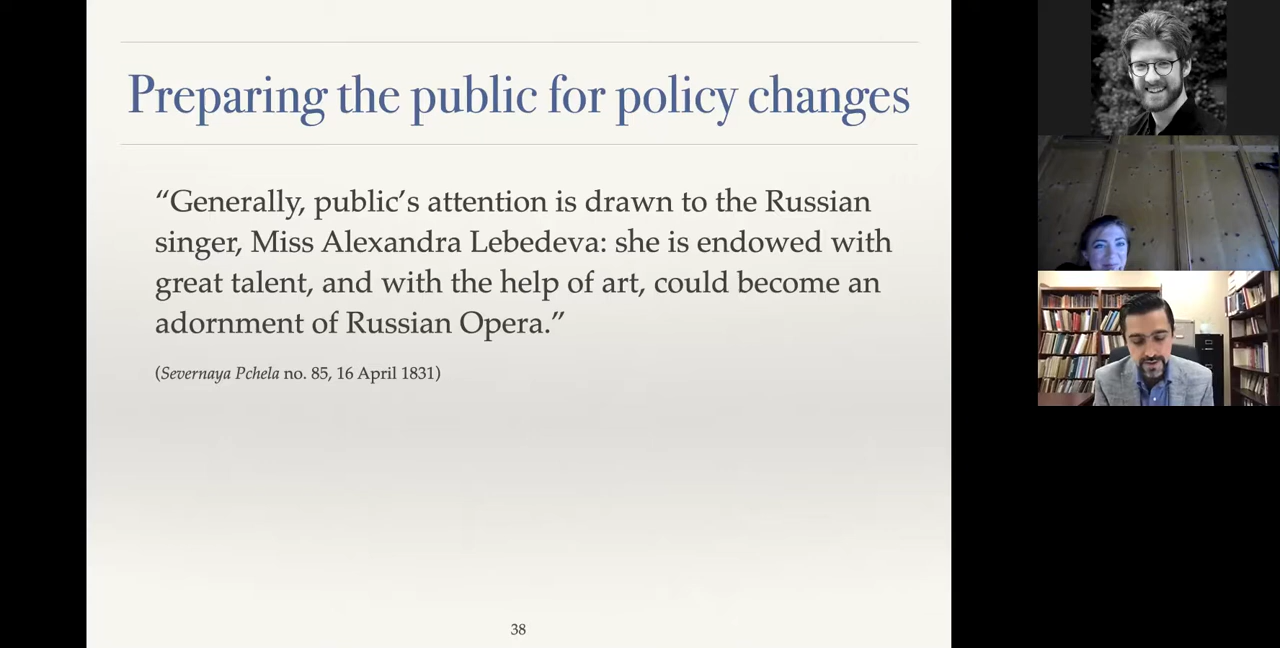 Preparing the public for policy changes
“Generally, public’s attention is drawn to the Russian
singer, Miss Alexandra Lebedeva: she is endowed with
great talent, and with the help of art, could become an
adornment of Russian Opera.”
(Severnaya Pchela no. 85, 16 April 1831)
38